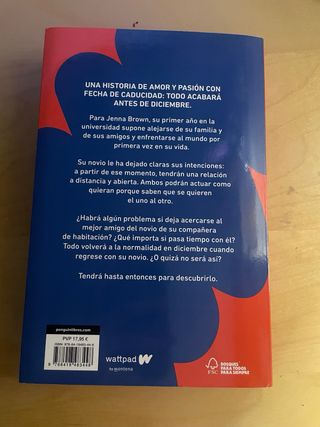 UNA HISTORIA DE AMOR Y PASIÓN CON
FECHA DE CADUCIDAD: TODO ACABARÁ
ANTES DE DICIEMBRE.
Para Jenna Brown, su primer año en la
universidad supone alejarse de su familia y
de sus amigos y enfrentarse al mundo por
primera vez en su vida.
Su novio le ha dejado claras sus intenciones:
a partir de ese momento, tendrán una relación
a distancia y abierta. Ambos podrán actuar como
quieran porque saben que se quieren
el uno al otro.
¿Habrá algún problema si deja acercarse al
mejor amigo del novio de su compañera
de habitación? ¿Qué importa si pasa tiempo con él?
Todo volverá a la normalidad en diciembre cuando
regrese con su novio. ¿O quizá no será así?
Tendrá hasta entonces para descubrirlo.
penguinlibros.com
PVP 17,95 €
wattpad
by montena
FSC
BOSQUES
PARA TODOS
PARA SIEMPRE